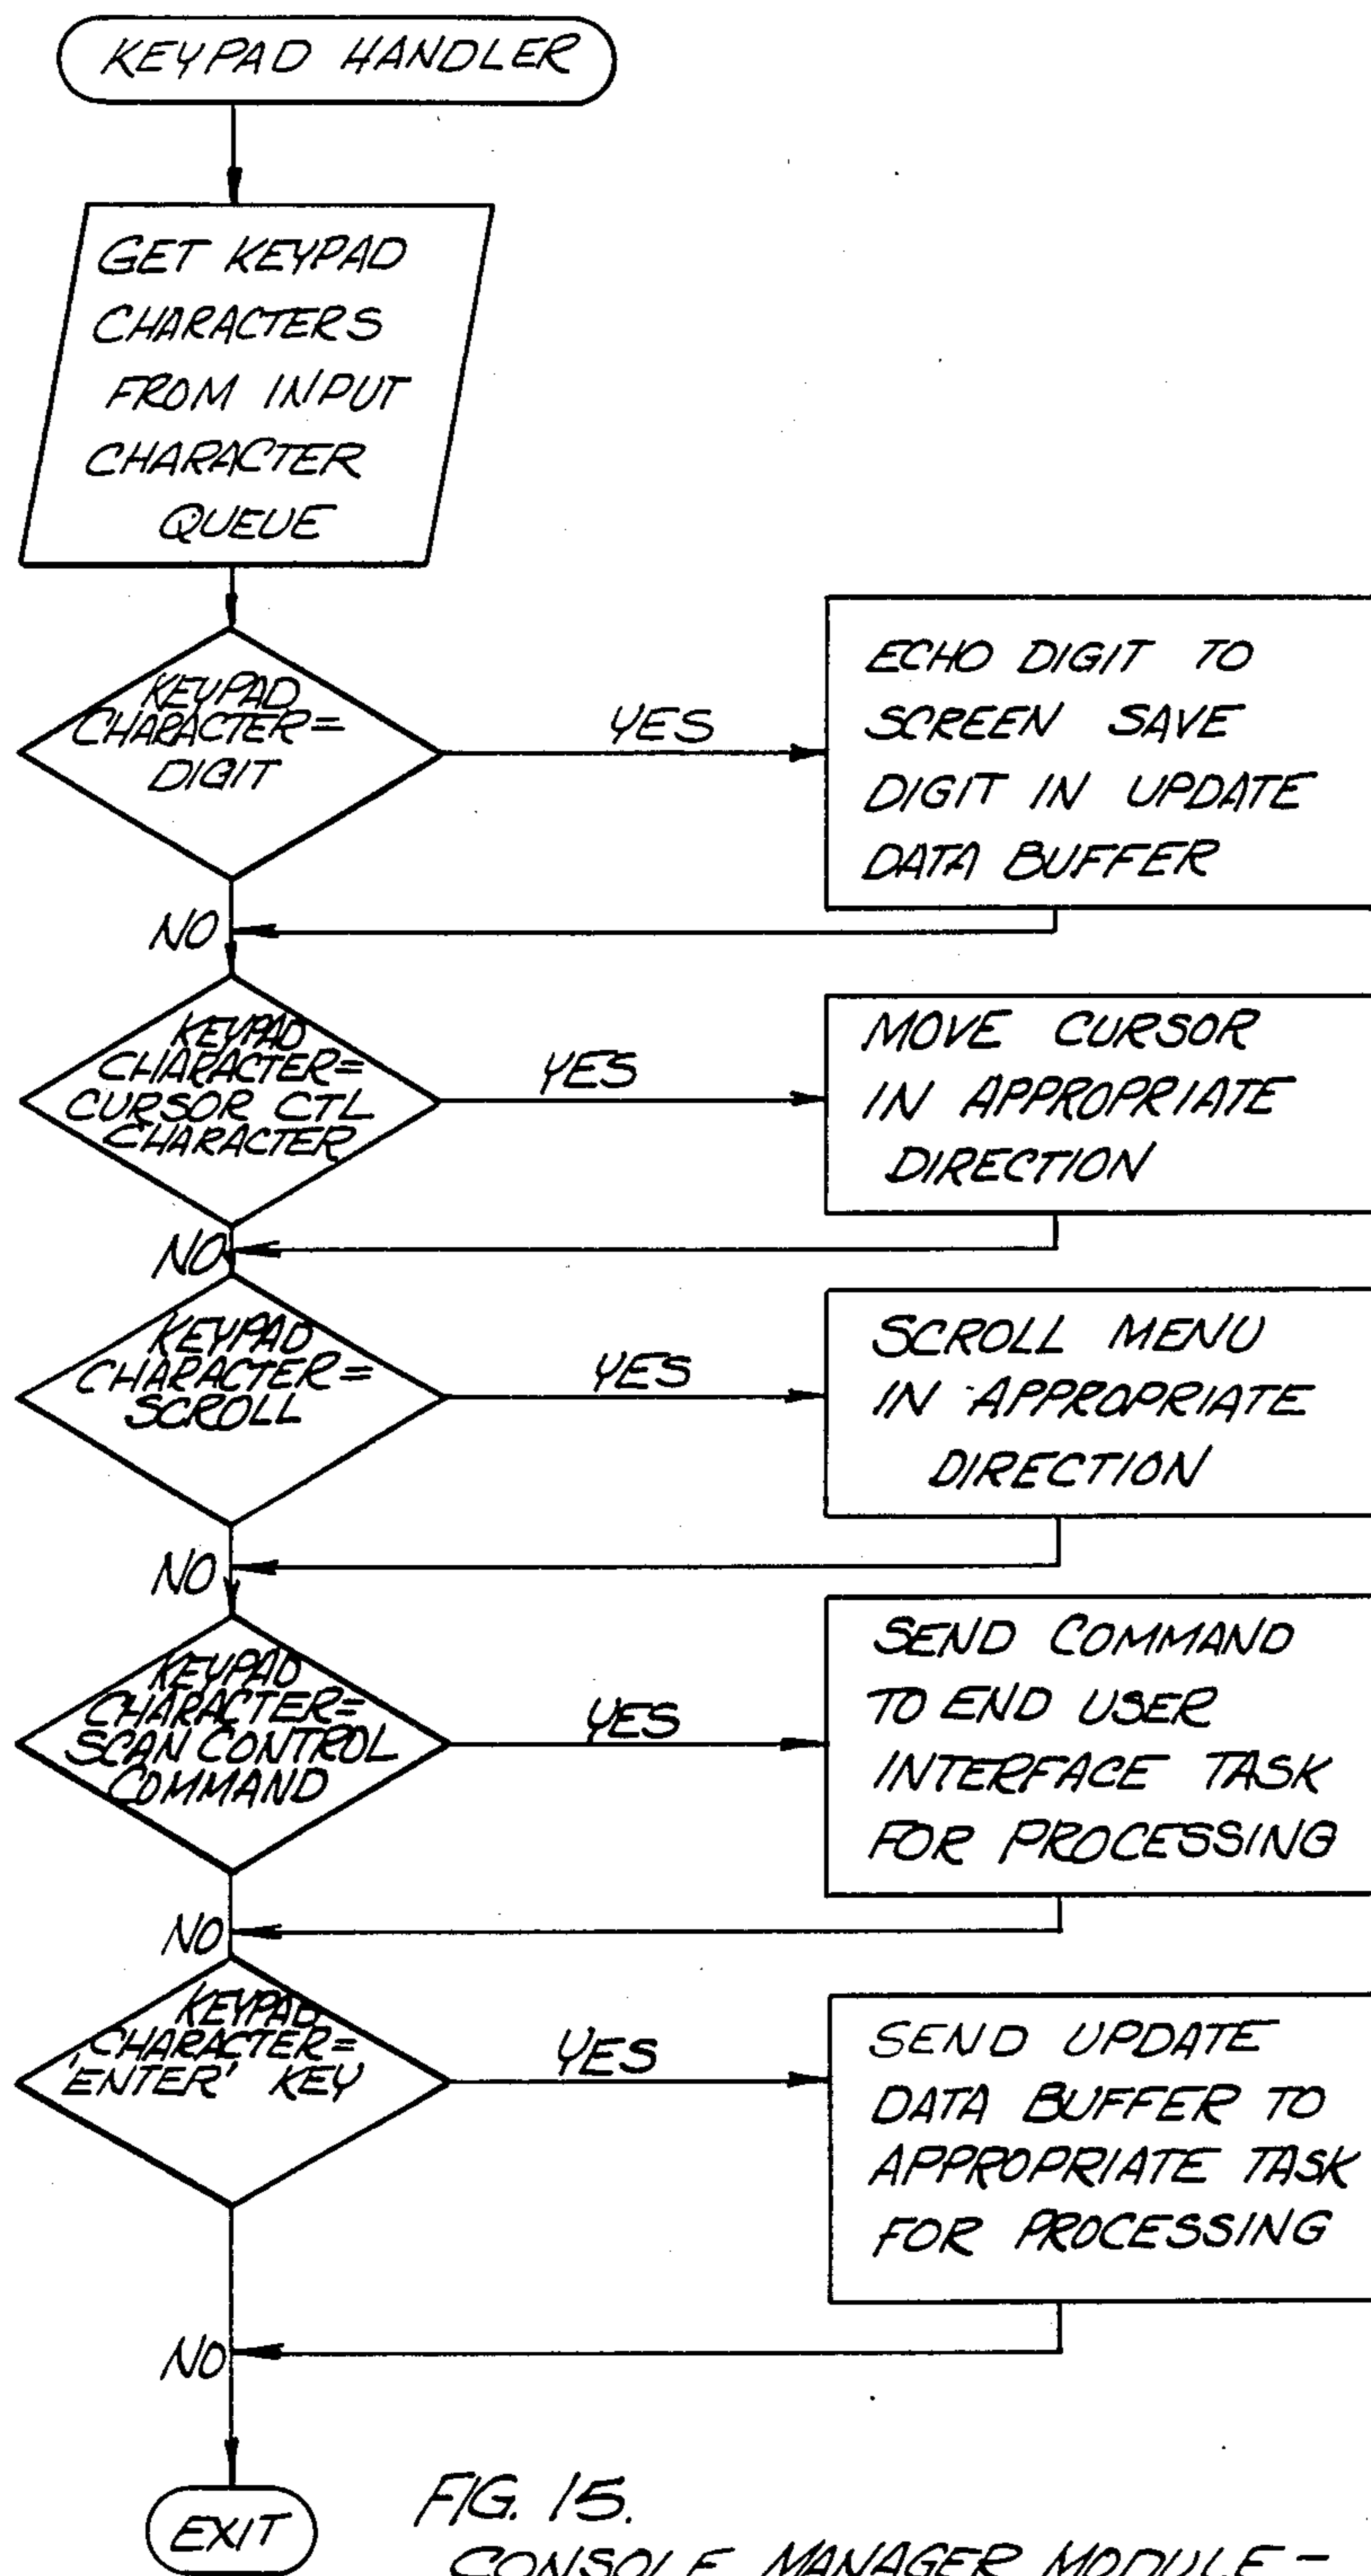 KEYPAD HANDLER
GET KEYPAD
CHARACTERS
FROM INPUT
CHARACTER
QUEUE
KEYPAD
CHARACTER=
DIGIT
YES
ECHO DIGIT TO
SCREEN SAVE
DIGIT IN UPDATE
DATA BUFFER
NO
KEYPAD
CHARACTER=
CURSOR CTL
CHARACTER
YES
MOVE CURSOR
IN APPROPRIATE
DIRECTION
NO
KEYPAD
CHARACTER=
SCROLL
YES
SCROLL MENU
IN APPROPRIATE
DIRECTION
NO
KEYPAD
CHARACTER=
SCAN CONTROL
COMMAND
YES
SEND COMMAND
TO END USER
INTERFACE TASK
FOR PROCESSING
NO
KEYPAD
CHARACTER=
'ENTER' KEY
YES
SEND UPDATE
DATA BUFFER TO
APPROPRIATE TASK
FOR PROCESSING
NO
EXIT
FIG. 15.
CONSOLE MANAGER MODULE-